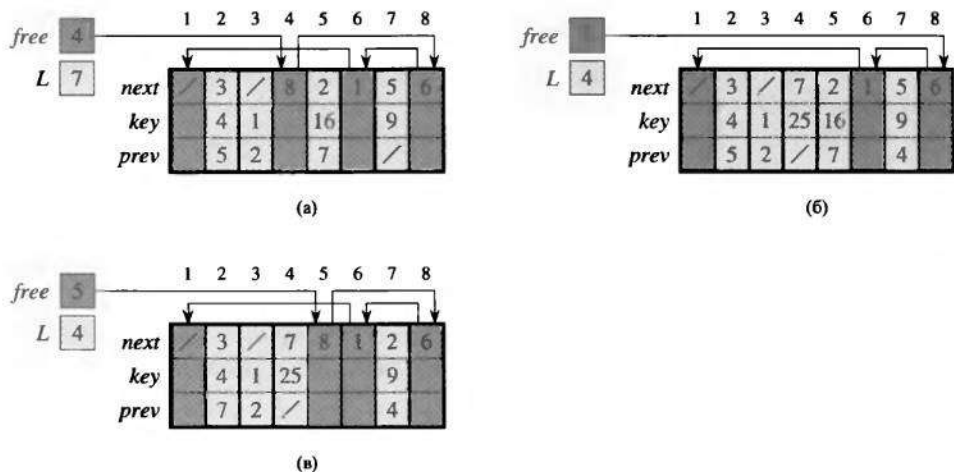 1 2 3 4 5 6 7 8
free 4
L 7
next / 3 / 8 2 1 5 6
key 4 1 16 9
prev 5 2 7 /
(а)
1 2 3 4 5 6 7 8
free
L 4
next / 3 / 7 2 1 5 6
key 4 1 25 16 9
prev 5 2 / 7 4
(б)
1 2 3 4 5 6 7 8
free 5
L 4
next / 3 / 7 8 1 2 6
key 4 1 25 9
prev 7 2 / 4
(в)